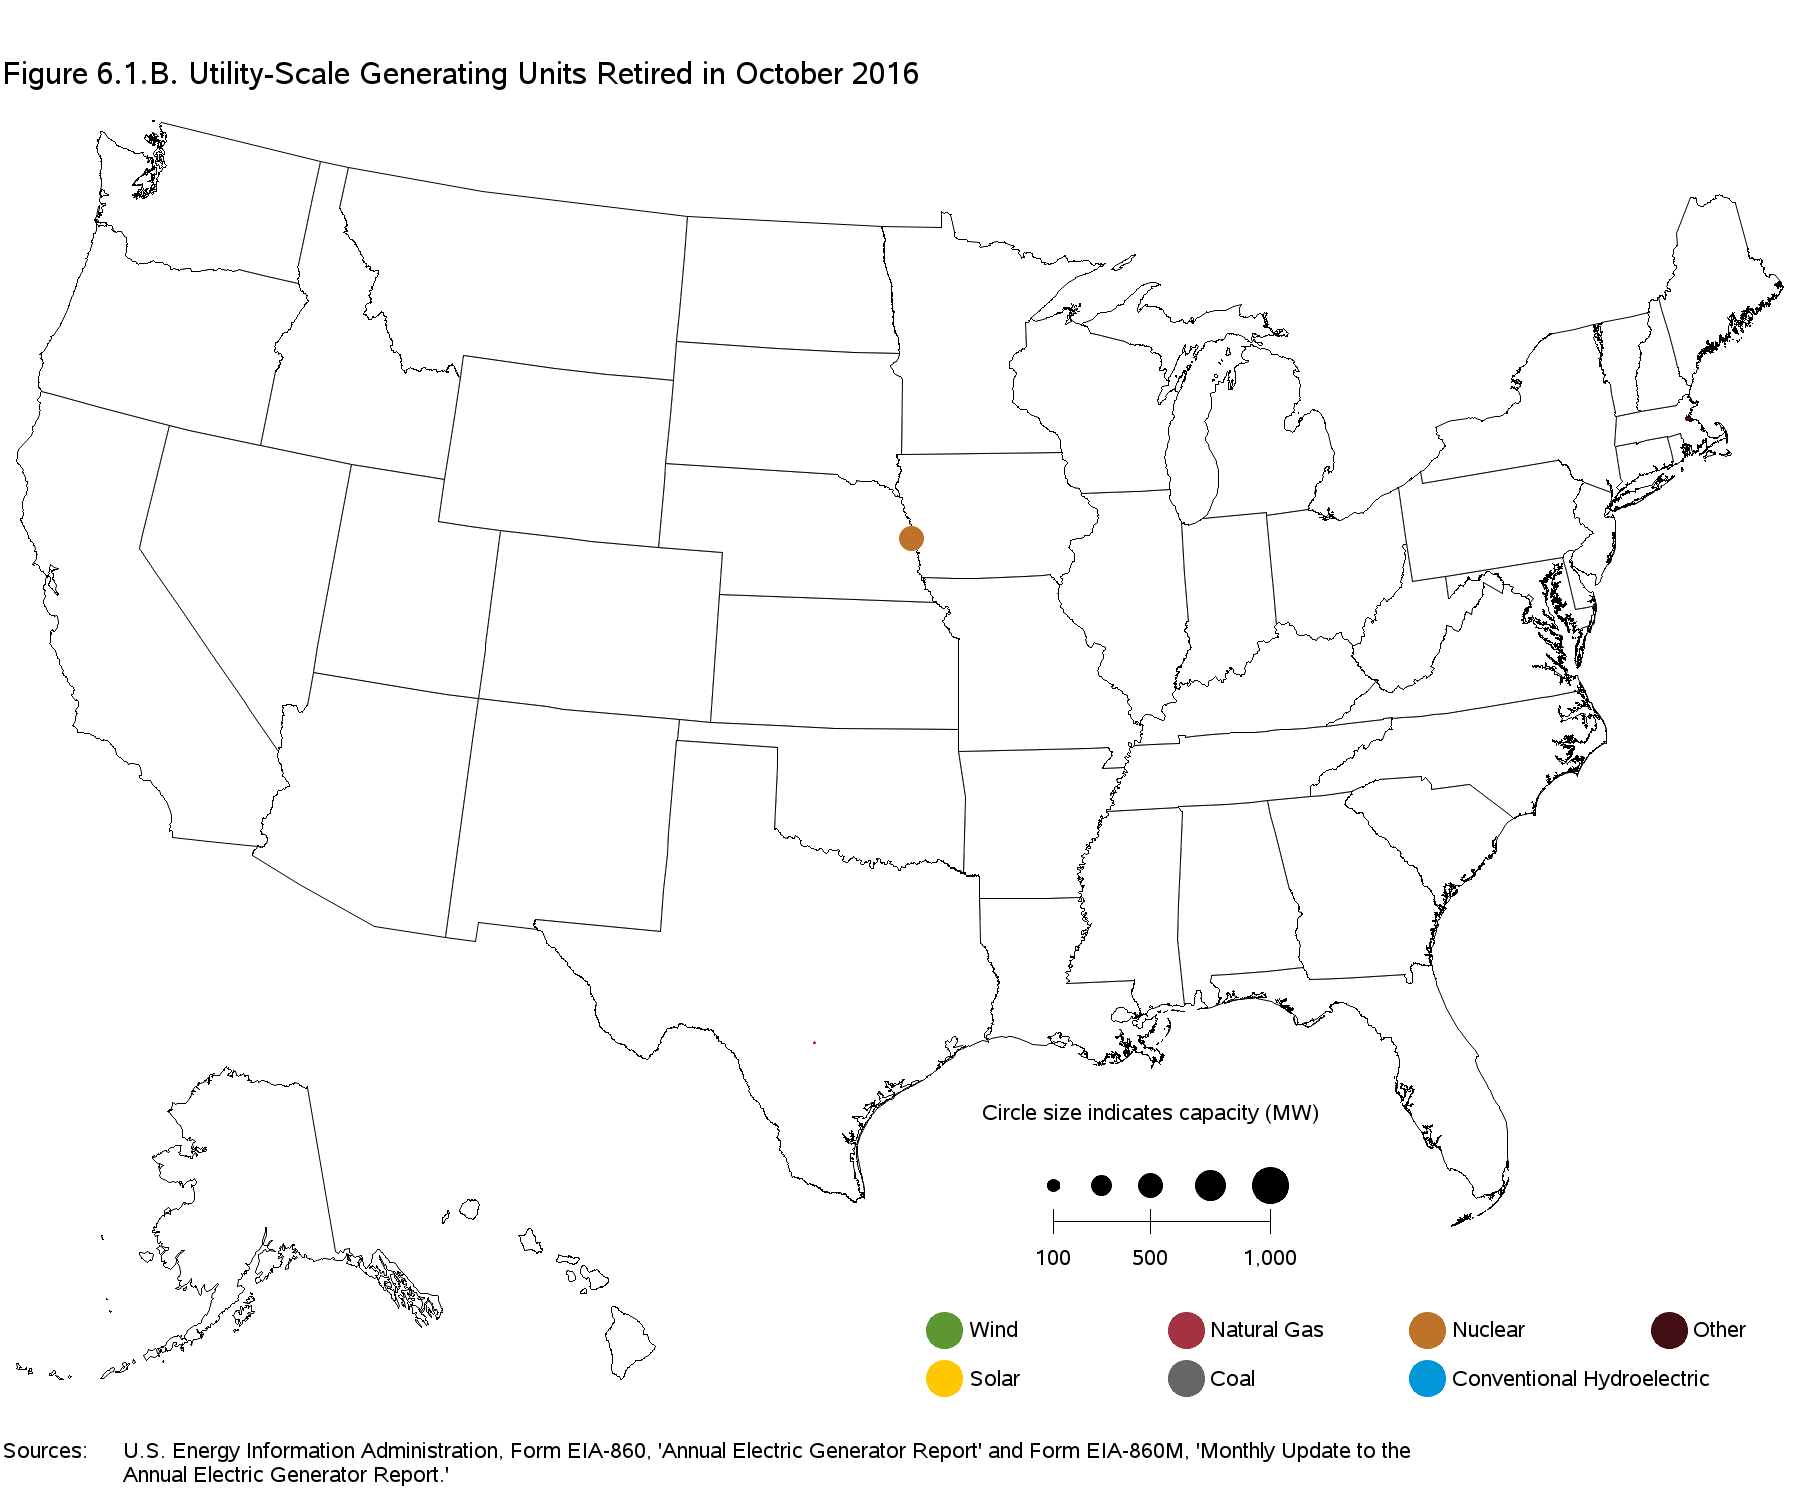 Figure 6.1.B. Utility-Scale Generating Units Retired in October 2016
Circle size indicates capacity (MW)
100 500 1,000
Wind Natural Gas Nuclear Other
Solar Coal Conventional Hydroelectric
Sources: U.S. Energy Information Administration, Form EIA-860, 'Annual Electric Generator Report' and Form EIA-860M, 'Monthly Update to the
Annual Electric Generator Report.'